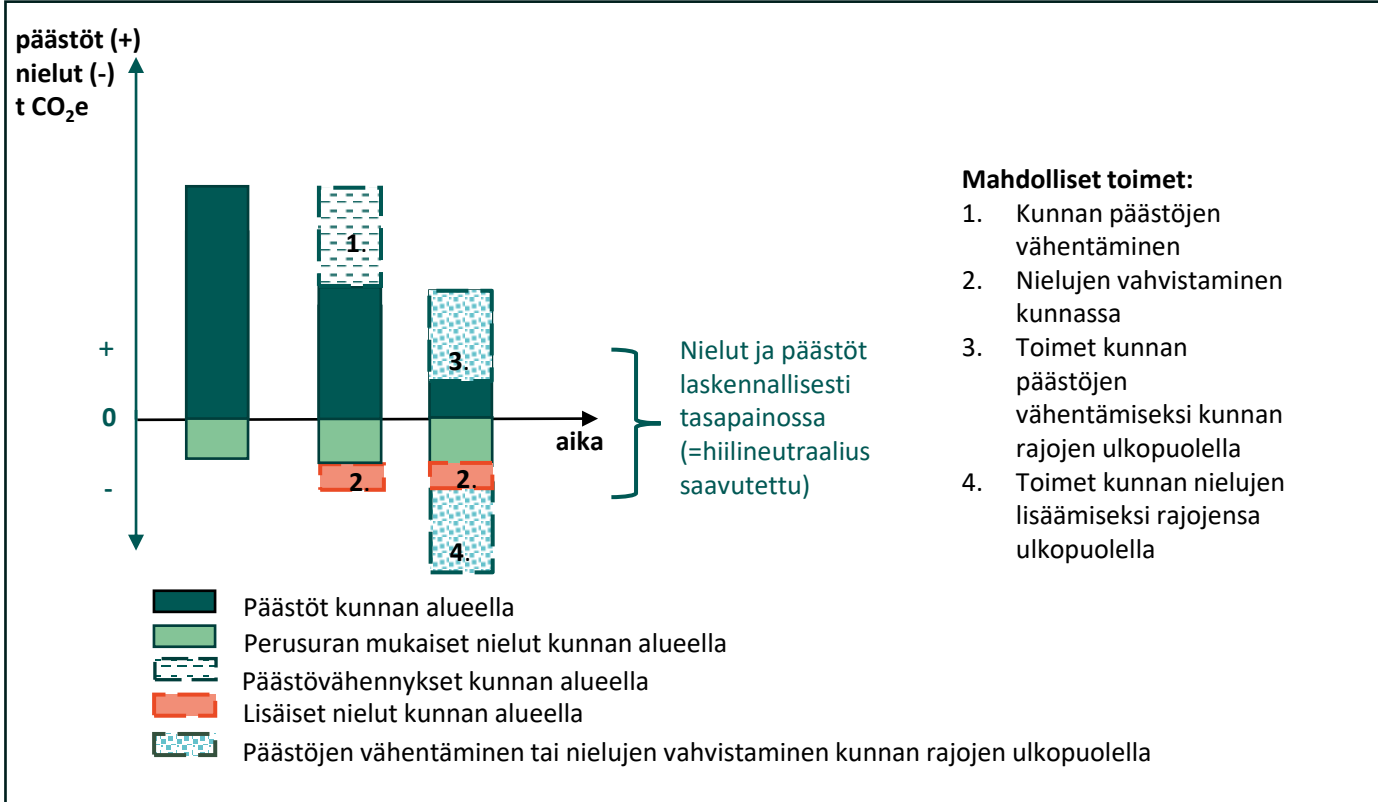 päästöt (+)
nielut (-)
t CO₂e
+
0
-
1.
2.
3.
2.
4.
aika
Nielut ja päästöt
laskennallisesti
tasapainossa
(=hiilineutraalius
saavutettu)
Mahdolliset toimet:
1. Kunnan päästöjen
vähentäminen
2. Nielujen vahvistaminen
kunnassa
3. Toimet kunnan
päästöjen
vähentämiseksi kunnan
rajojen ulkopuolella
4. Toimet kunnan nielujen
lisäämiseksi rajojensa
ulkopuolella
Päästöt kunnan alueella
Perusuran mukaiset nielut kunnan alueella
Päästövähennykset kunnan alueella
Lisäiset nielut kunnan alueella
Päästöjen vähentäminen tai nielujen vahvistaminen kunnan rajojen ulkopuolella